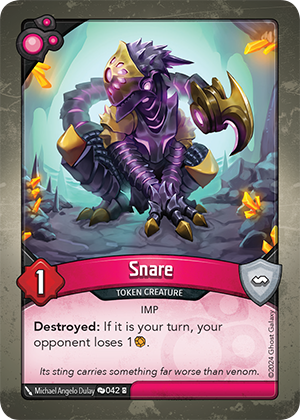 Snare
TOKEN CREATURE
1
IMP
Destroyed: If it is your turn, your
opponent loses 1
Its sting carries something far worse than venom.
Michael Angelo Dulay 042
©2024 Ghost Galaxy